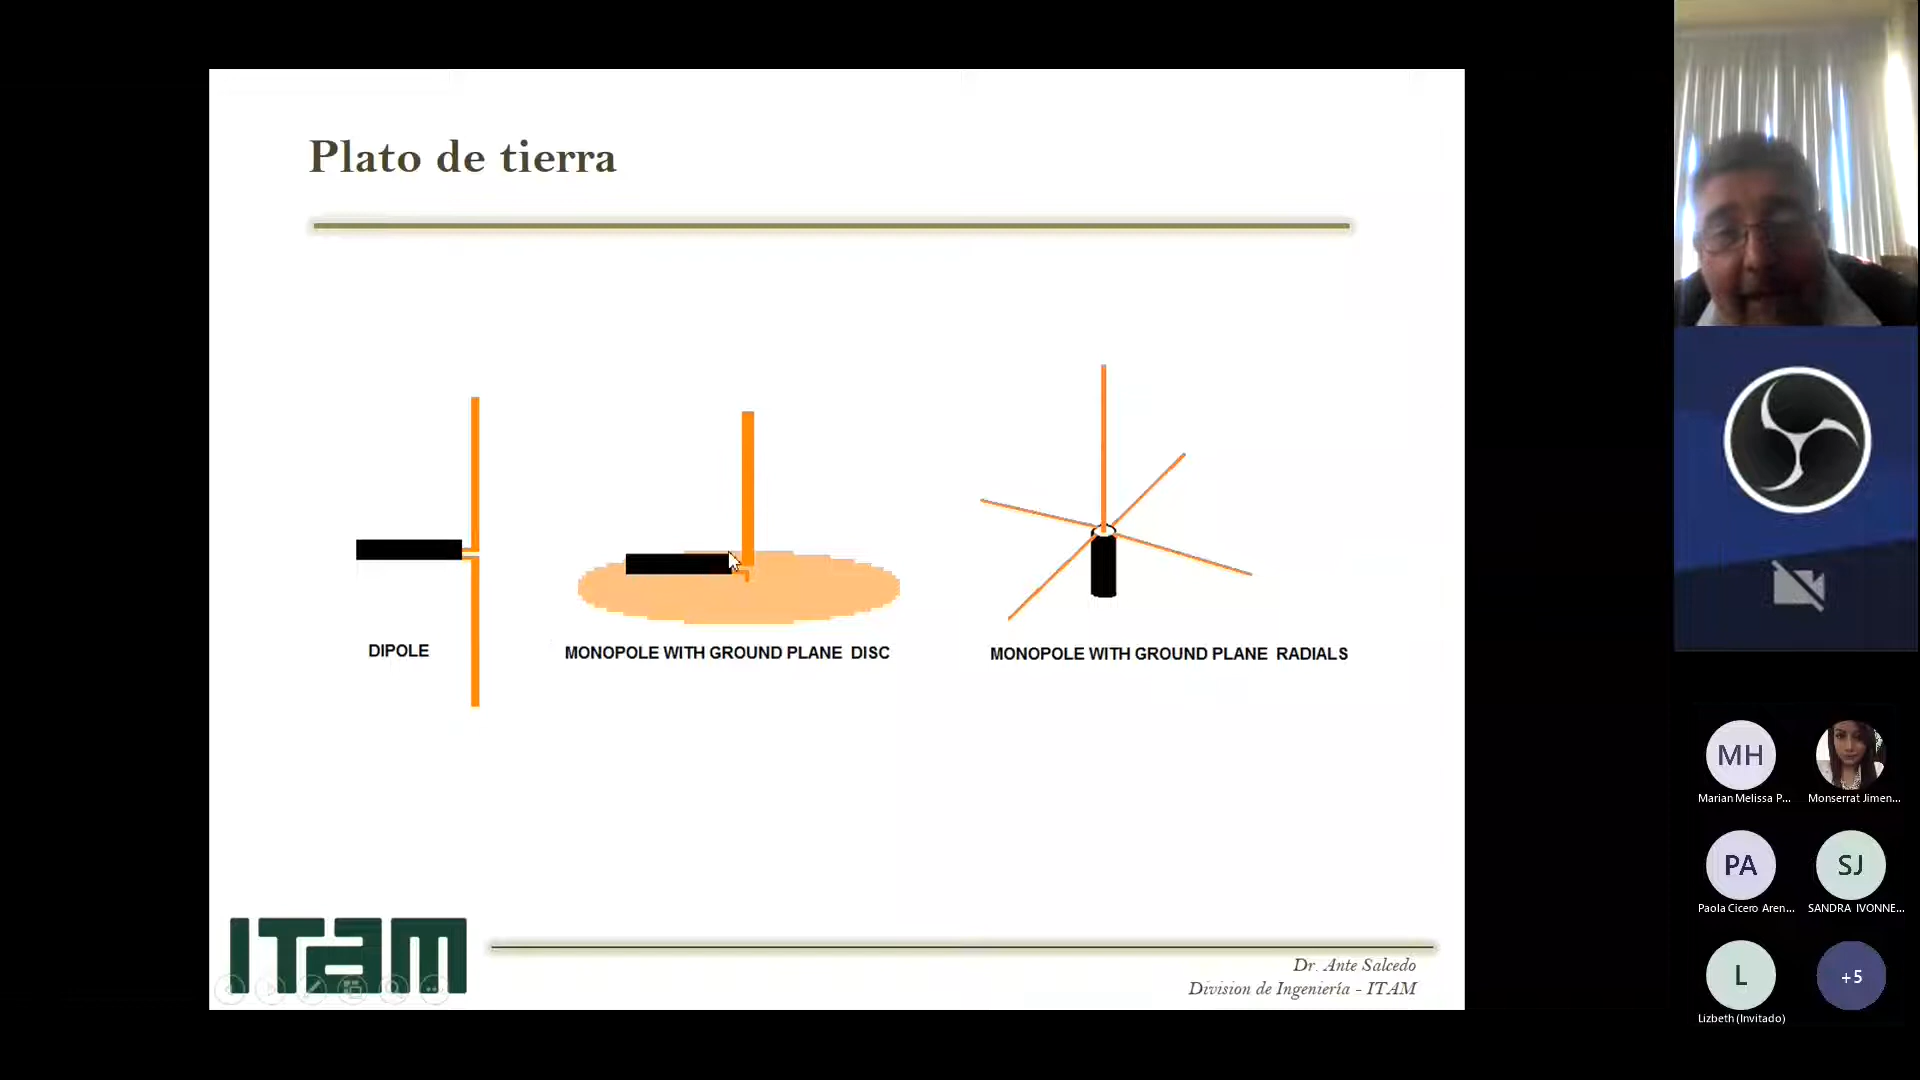 Plato de tierra
DIPOLE
MONOPOLE WITH GROUND PLANE DISC
MONOPOLE WITH GROUND PLANE RADIALS
ITAM
Dr. Ante Salcedo
Division de Ingeniería - ITAM
MH
Marian Melissa P...
Monserrat Jimen...
PA
SJ
Paola Cicero Aren...
SANDRA IVONNE...
L
+5
Lizbeth (Invitado)